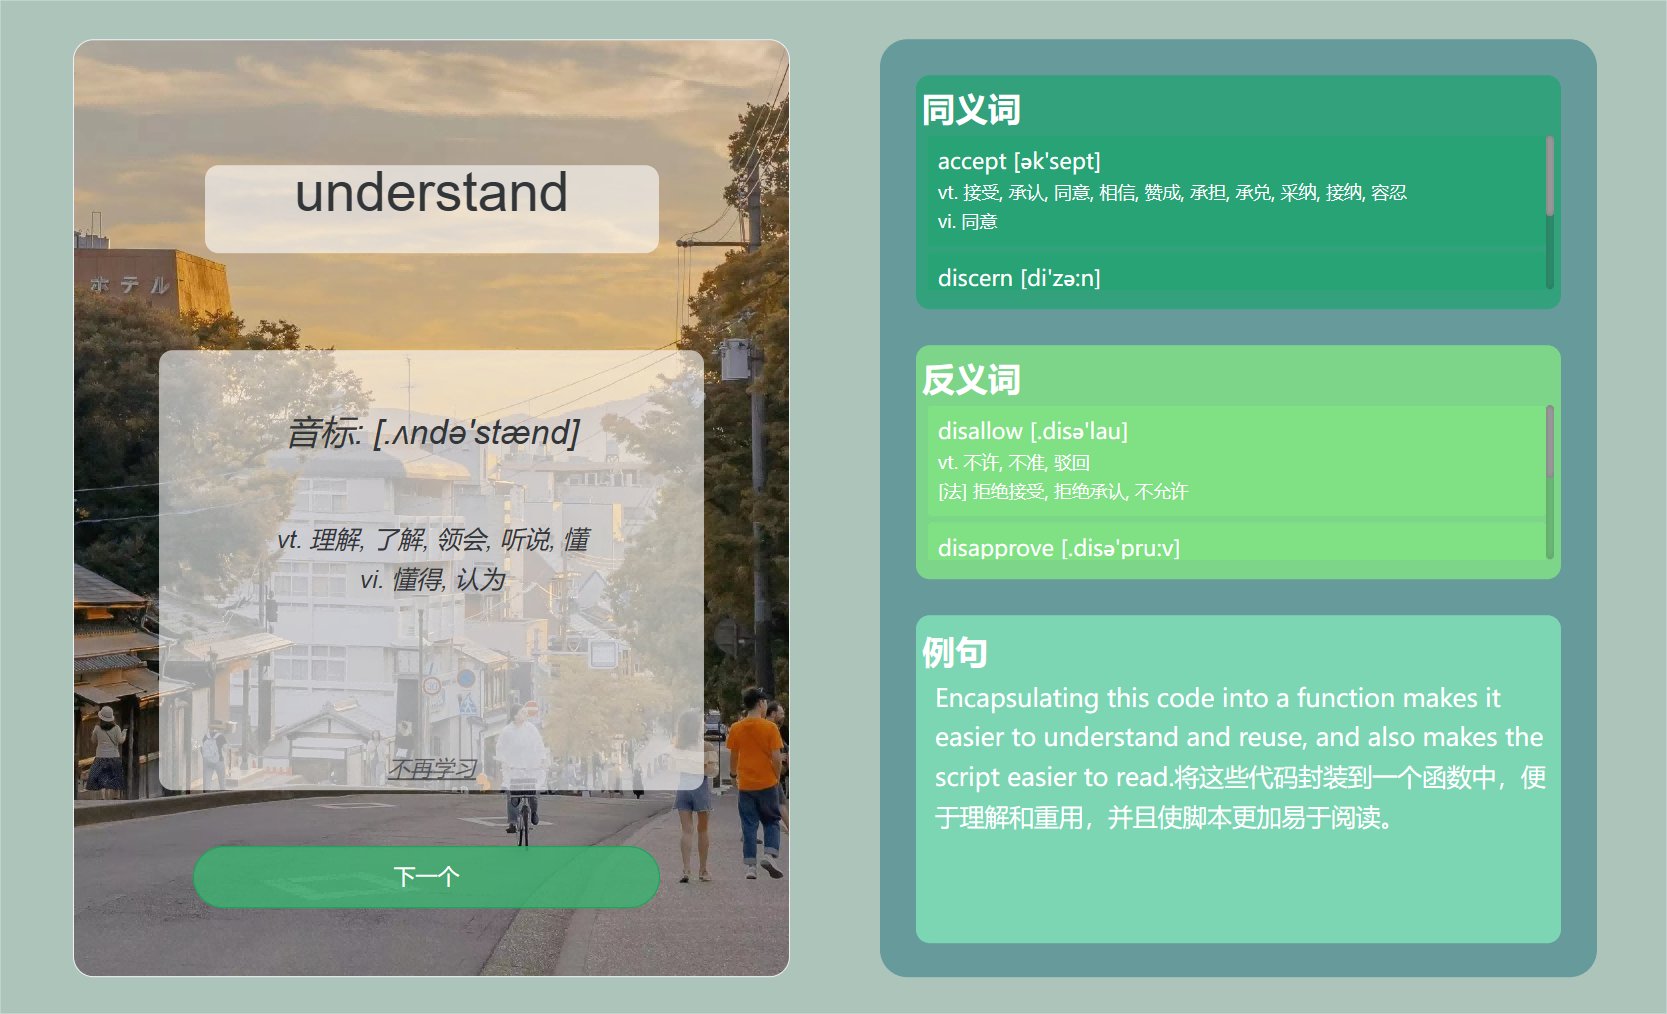 understand
ホテル
音标: [.ʌndə'stænd]
vt. 理解, 了解, 领会, 听说, 懂
vi. 懂得, 认为
不再学习
下一个
同义词
accept [ək'sept]
vt. 接受, 承认, 同意, 相信, 赞成, 承担, 承兑, 采纳, 接纳, 容忍
vi. 同意
discern [di'zə:n]
反义词
disallow [.disə'lau]
vt. 不许, 不准, 驳回
[法] 拒绝接受, 拒绝承认, 不允许
disapprove [.disə'pru:v]
例句
Encapsulating this code into a function makes it
easier to understand and reuse, and also makes the
script easier to read.将这些代码封装到一个函数中，便
于理解和重用，并且使脚本更加易于阅读。